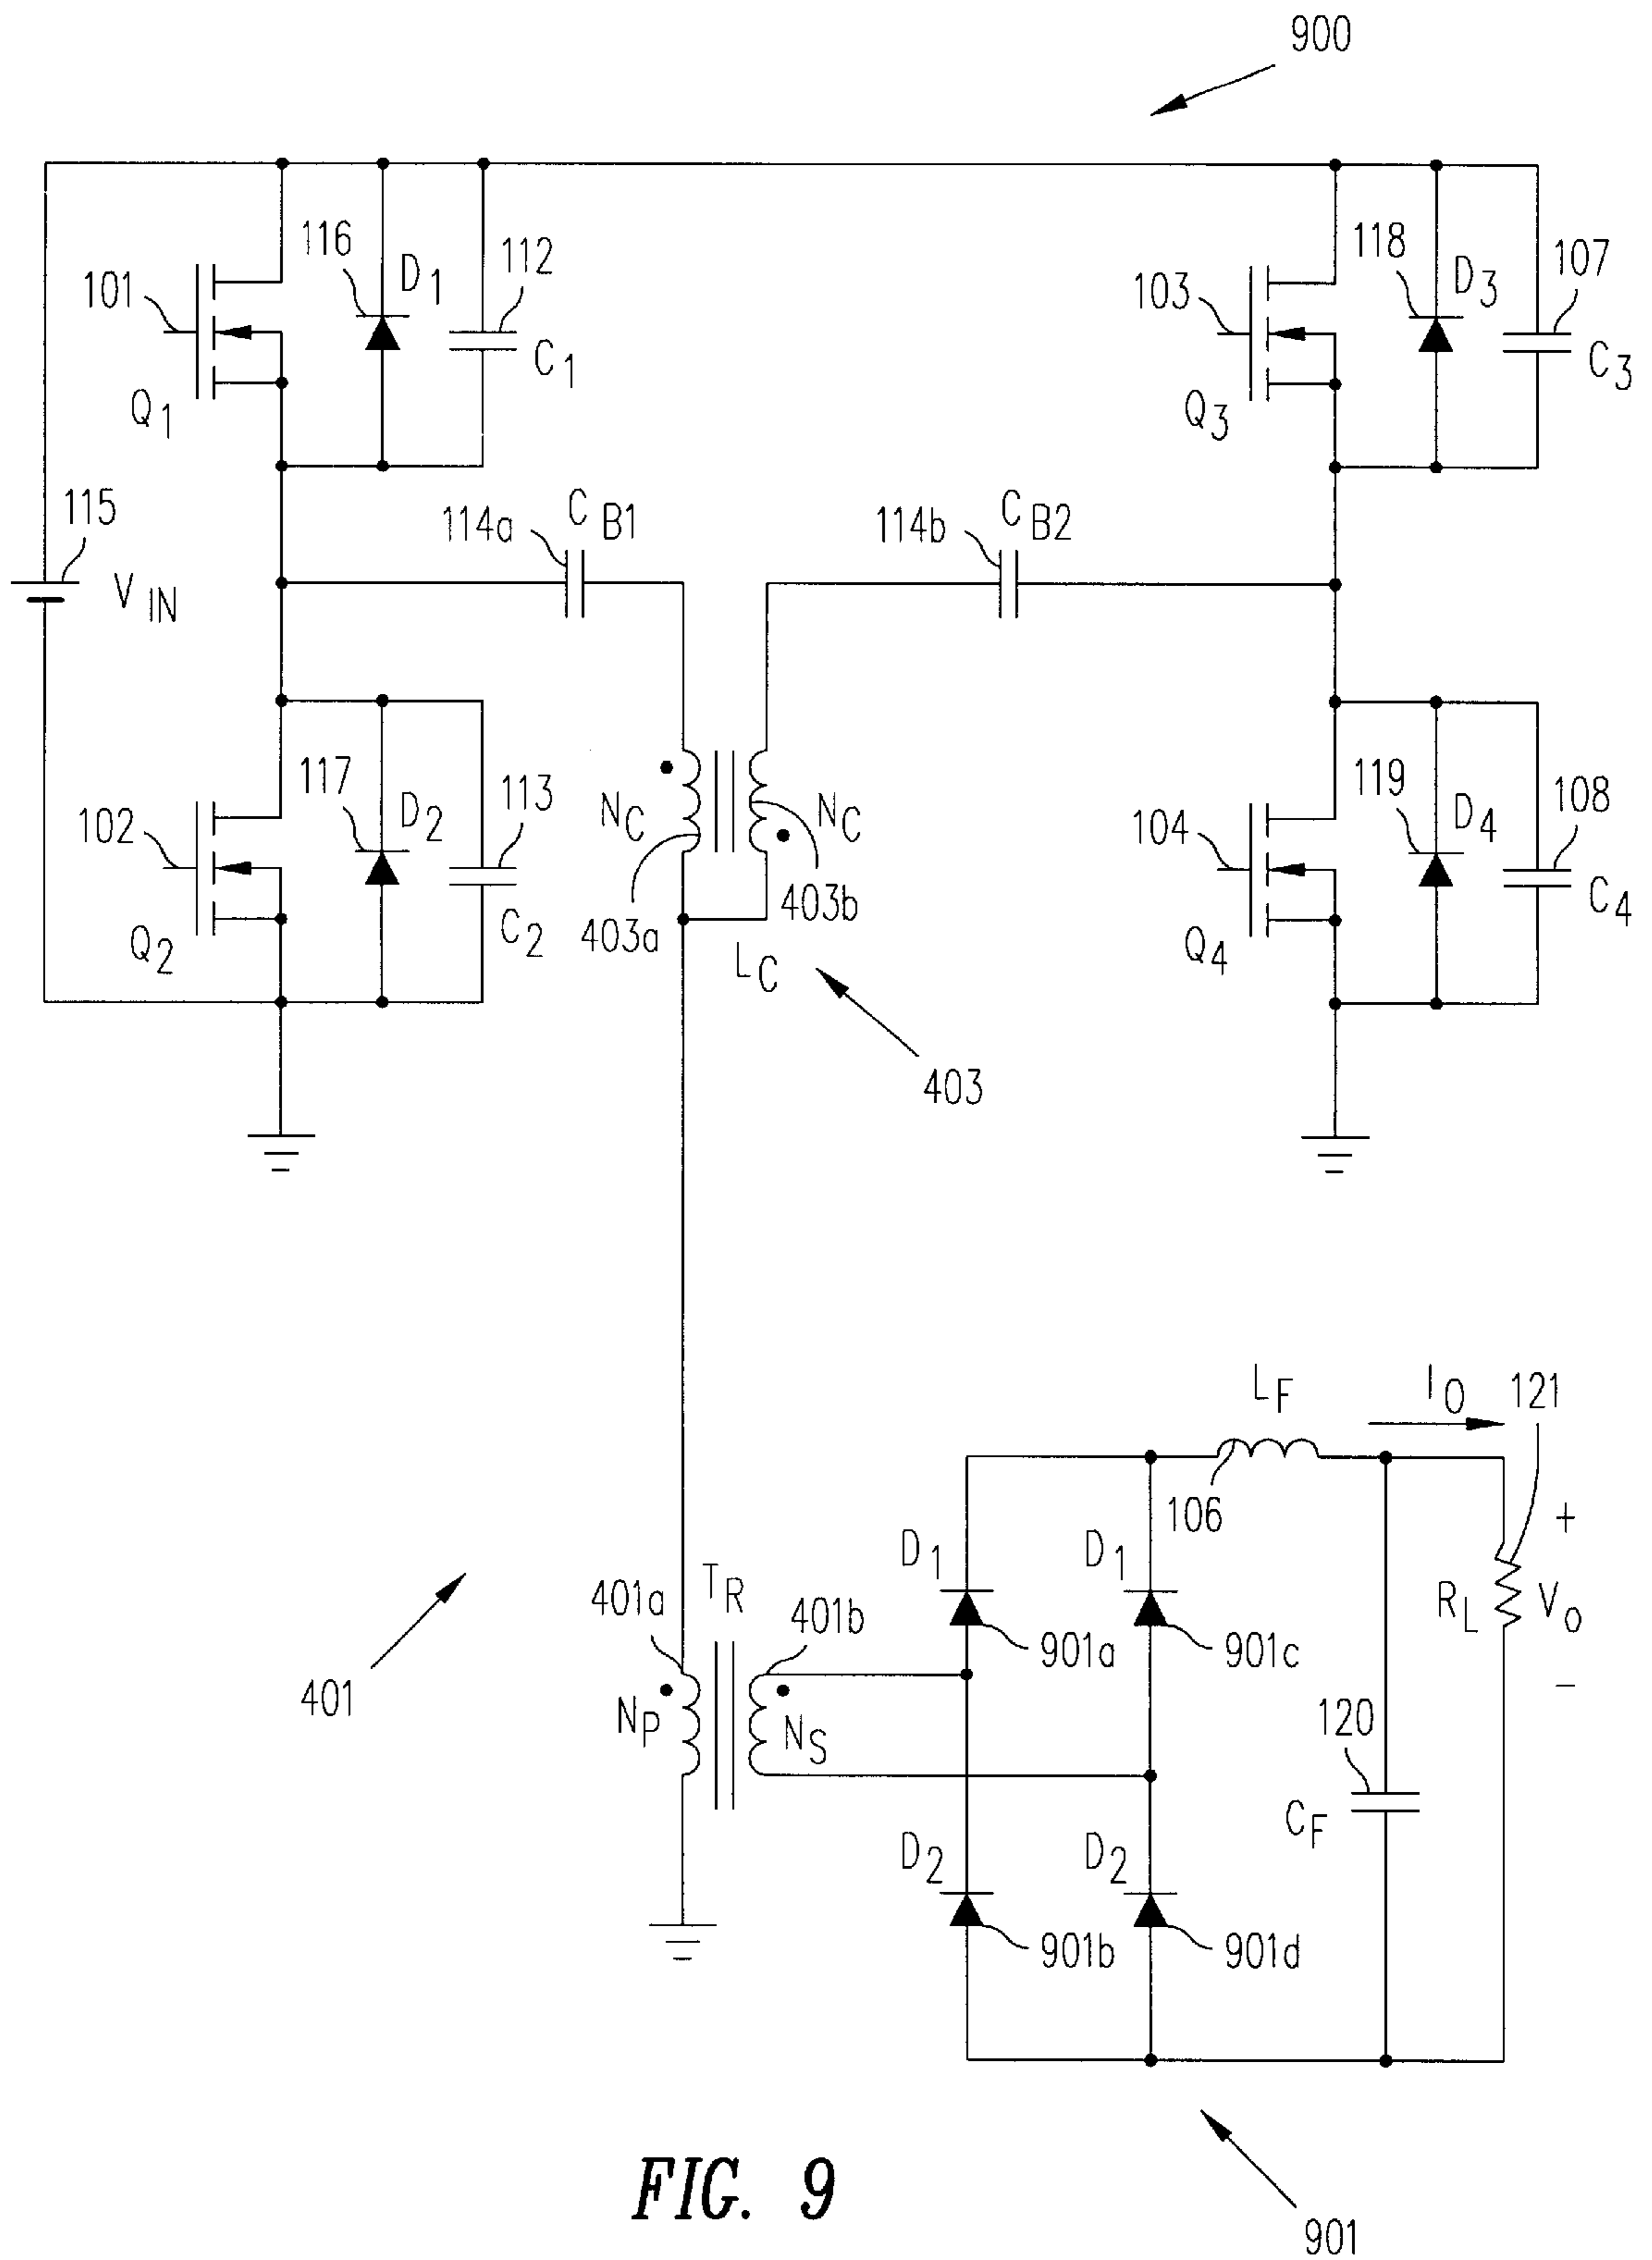 900
116
D1
112
101
C1
Q1
118
D3
107
103
C3
Q3
115
VIN
114a
CB1
114b
CB2
117
D2
113
102
C2
Q2
NC
NC
403a
403b
LC
403
119
D4
108
104
C4
Q4
LF
IO
121
106
D1
D1
901a
901c
RL
+
VO
-
401
401a
TR
401b
NP
NS
120
CF
D2
D2
901b
901d
FIG. 9
901